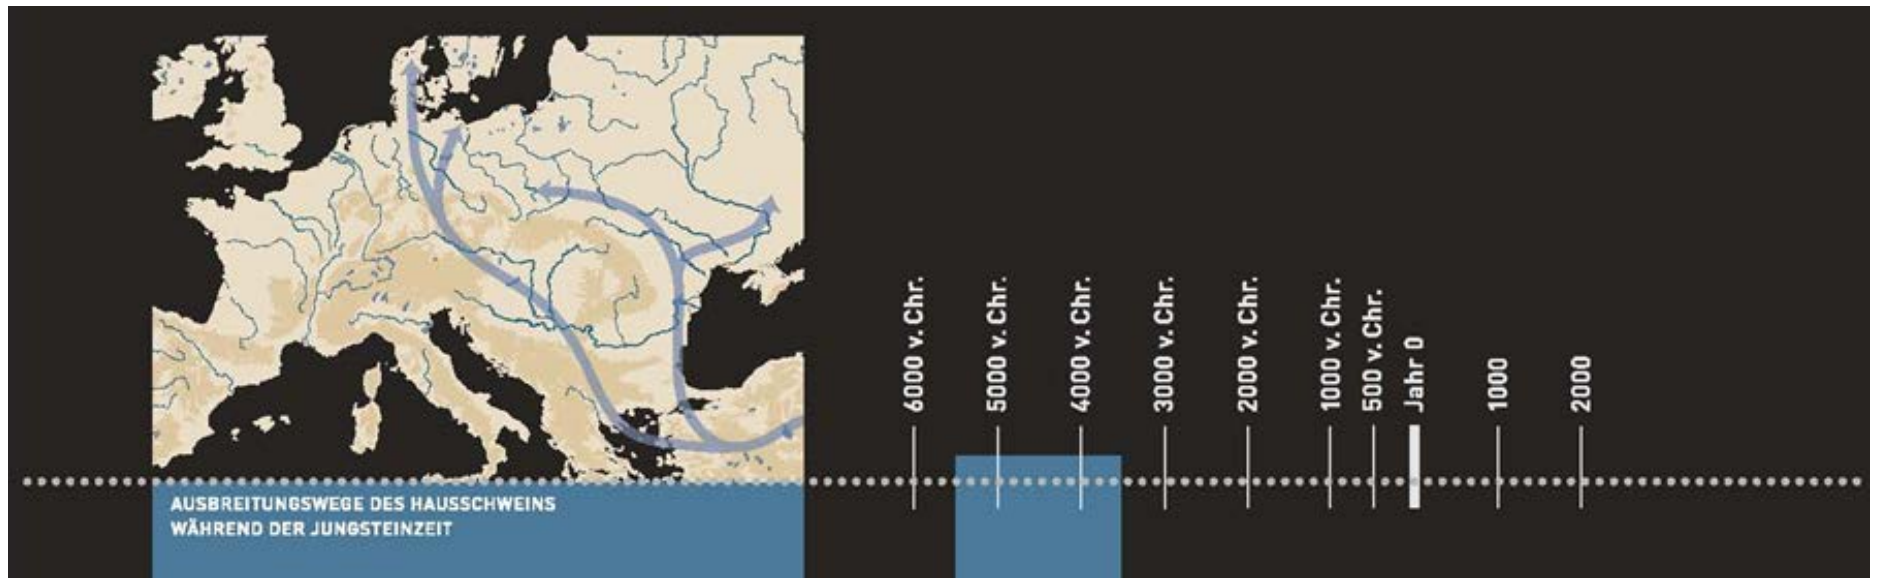 AUSBREITUNGSWEGE DES HAUSSCHWEINS
WÄHREND DER JUNGSTEINZEIT
6000 v. Chr.
5000 v. Chr.
4000 v. Chr.
3000 v. Chr.
2000 v. Chr.
1000 v. Chr.
500 v. Chr.
Jahr 0
1000
2000